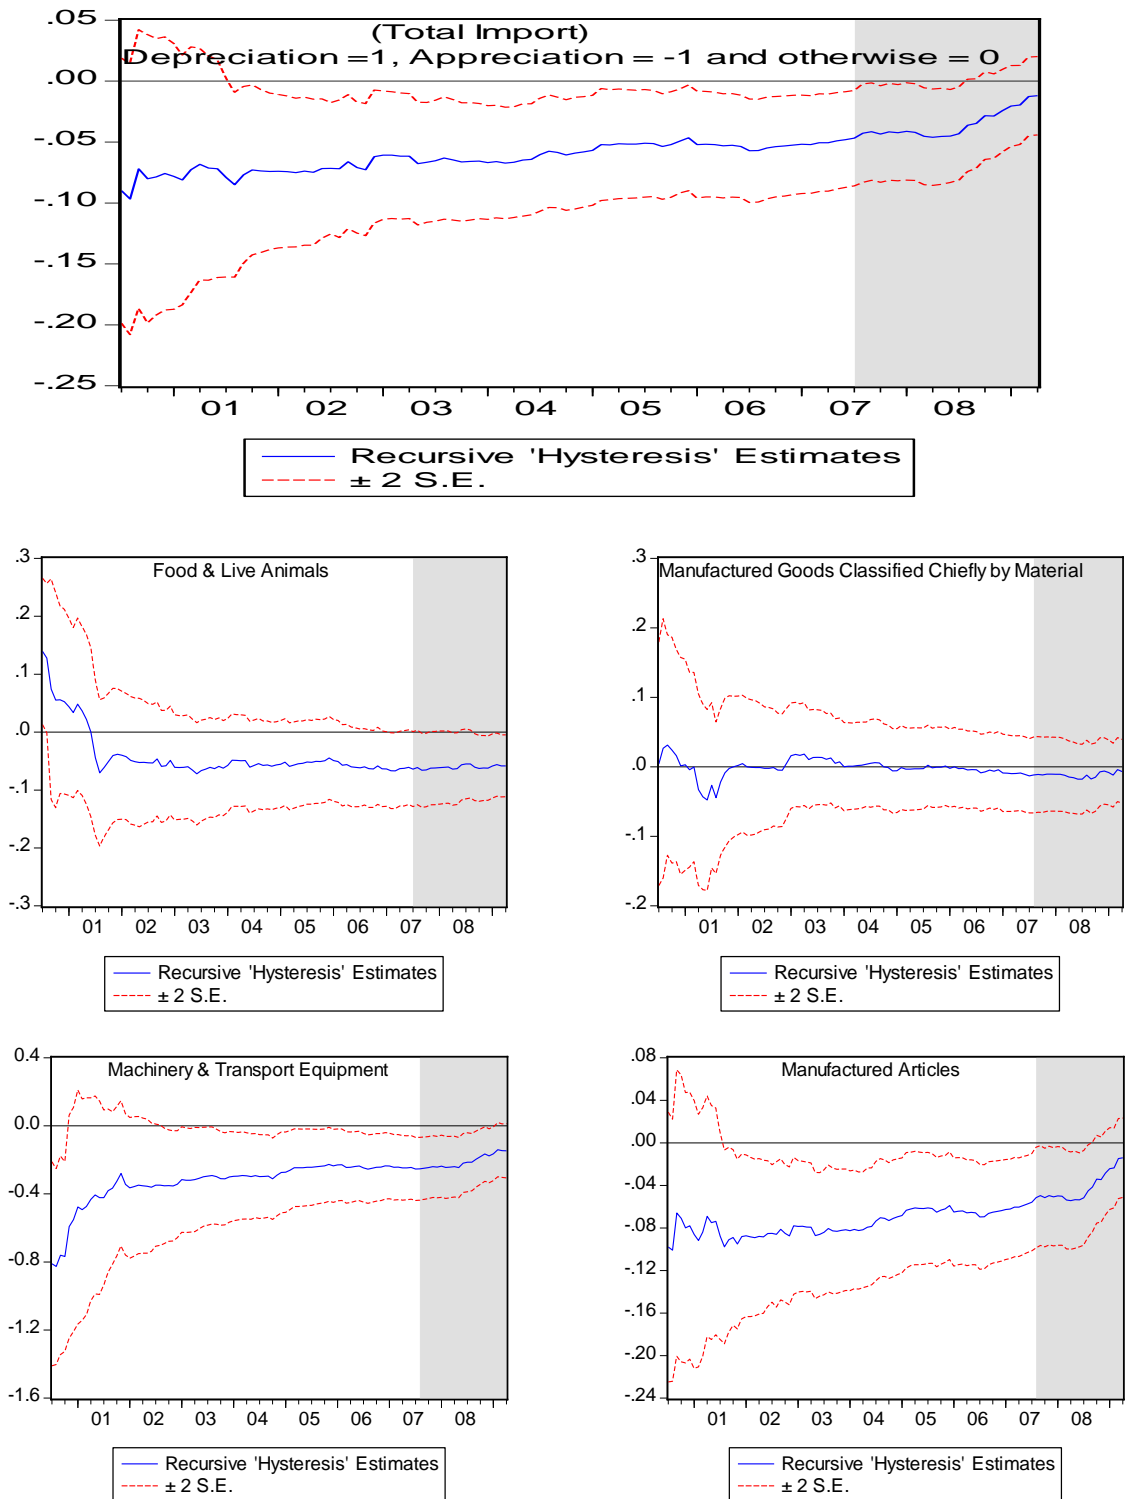 (Total Import)
Depreciation =1, Appreciation = -1 and otherwise = 0
.05
.00
-.05
-.10
-.15
-.20
-.25
01 02 03 04 05 06 07 08
Recursive 'Hysteresis' Estimates
± 2 S.E.
Food & Live Animals
.3
.2
.1
.0
-.1
-.2
-.3
01 02 03 04 05 06 07 08
Recursive 'Hysteresis' Estimates
± 2 S.E.
Manufactured Goods Classified Chiefly by Material
.3
.2
.1
.0
-.1
-.2
01 02 03 04 05 06 07 08
Recursive 'Hysteresis' Estimates
± 2 S.E.
Machinery & Transport Equipment
0.4
0.0
-0.4
-0.8
-1.2
-1.6
01 02 03 04 05 06 07 08
Recursive 'Hysteresis' Estimates
± 2 S.E.
Manufactured Articles
.08
.04
.00
-.04
-.08
-.12
-.16
-.20
-.24
01 02 03 04 05 06 07 08
Recursive 'Hysteresis' Estimates
± 2 S.E.